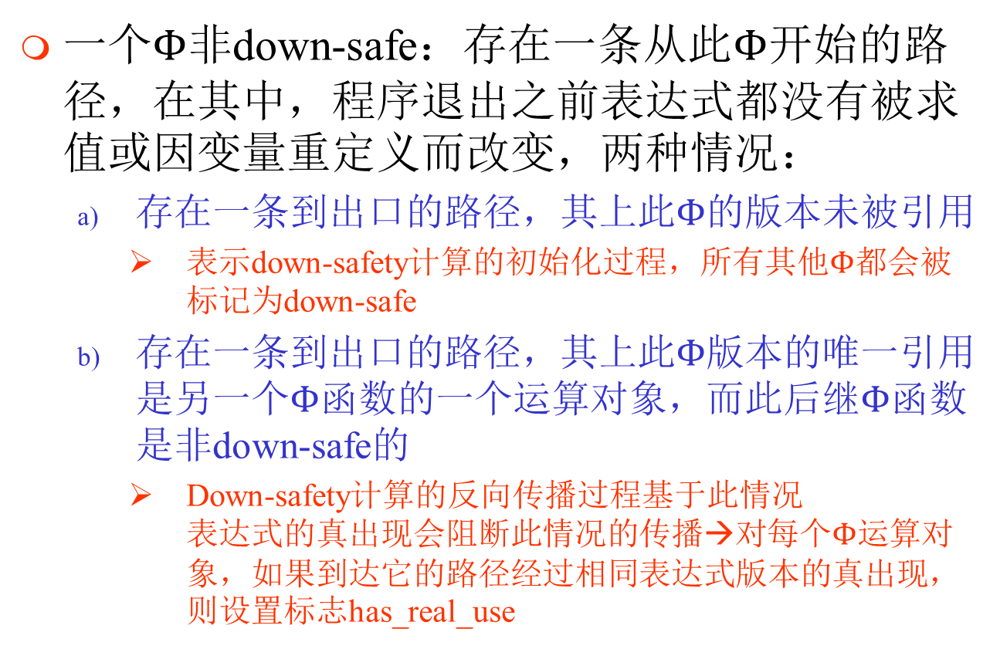 一个Φ非down-safe：存在一条从此Φ开始的路
径，在其中，程序退出之前表达式都没有被求
值或因变量重定义而改变，两种情况：
a) 存在一条到出口的路径，其上此Φ的版本未被引用
➢ 表示down-safety计算的初始化过程，所有其他Φ都会被
标记为down-safe
b) 存在一条到出口的路径，其上此Φ版本的唯一引用
是另一个Φ函数的一个运算对象，而此后继Φ函数
是非down-safe的
➢ Down-safety计算的反向传播过程基于此情况
表达式的真出现会阻断此情况的传播→对每个Φ运算对
象，如果到达它的路径经过相同表达式版本的真出现，
则设置标志has_real_use